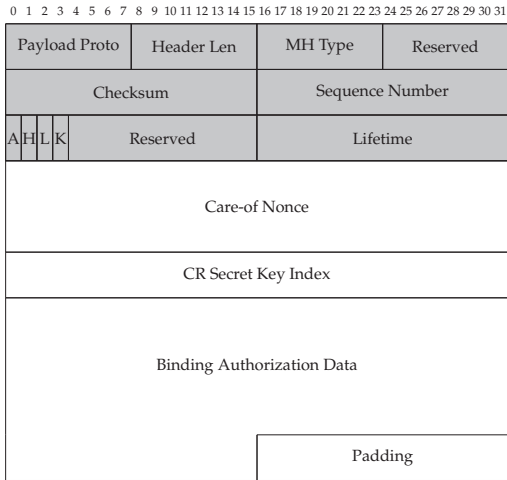 0 1 2 3 4 5 6 7 8 9 10 11 12 13 14 15 16 17 18 19 20 21 22 23 24 25 26 27 28 29 30 31
Payload Proto Header Len MH Type Reserved
Checksum Sequence Number
A H L K Reserved Lifetime
Care-of Nonce
CR Secret Key Index
Binding Authorization Data
Padding